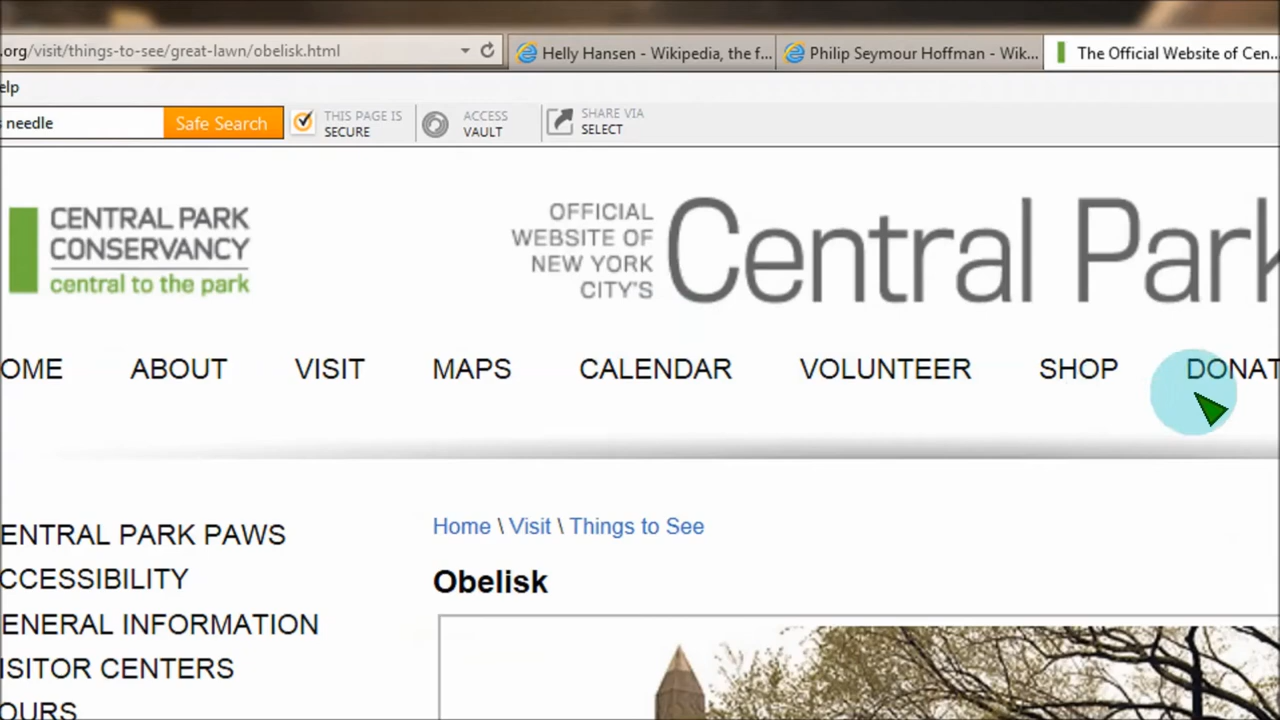 .org/visit/things-to-see/great-lawn/obelisk.html
Helly Hansen - Wikipedia, the f...
Philip Seymour Hoffman - Wik...
The Official Website of Cen...
elp
needle
Safe Search
THIS PAGE IS
SECURE
ACCESS
VAULT
SHARE VIA
SELECT
CENTRAL PARK
CONSERVANCY
central to the park
OFFICIAL
WEBSITE OF
NEW YORK
CITY'S
Central Park
OME ABOUT VISIT MAPS CALENDAR VOLUNTEER SHOP DONAT
ENTRAL PARK PAWS
CCESSIBILITY
ENERAL INFORMATION
ISITOR CENTERS
OURS
Home \ Visit \ Things to See
Obelisk